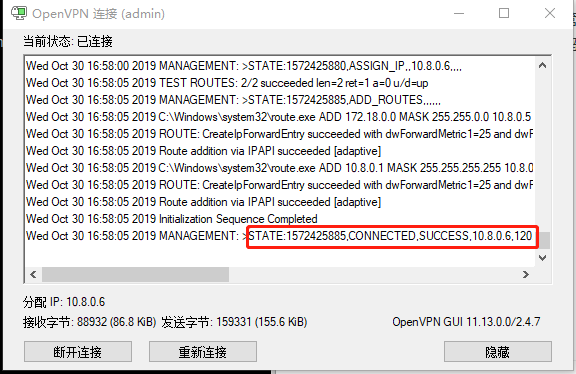 OpenVPN 连接 (admin)
当前状态: 已连接
Wed Oct 30 16:58:00 2019 MANAGEMENT: >STATE:1572425880,ASSIGN_IP,,10.8.0.6,,,,
Wed Oct 30 16:58:05 2019 TEST ROUTES: 2/2 succeeded len=2 ret=1 a=0 u/d=up
Wed Oct 30 16:58:05 2019 MANAGEMENT: >STATE:1572425885,ADD_ROUTES,,,,,,
Wed Oct 30 16:58:05 2019 C:\Windows\system32\route.exe ADD 172.18.0.0 MASK 255.255.0.0 10.8.0.5
Wed Oct 30 16:58:05 2019 ROUTE: CreateIpForwardEntry succeeded with dwForwardMetric1=25 and dwF
Wed Oct 30 16:58:05 2019 Route addition via IPAPI succeeded [adaptive]
Wed Oct 30 16:58:05 2019 C:\Windows\system32\route.exe ADD 10.8.0.1 MASK 255.255.255.255 10.8.0
Wed Oct 30 16:58:05 2019 ROUTE: CreateIpForwardEntry succeeded with dwForwardMetric1=25 and dwF
Wed Oct 30 16:58:05 2019 Route addition via IPAPI succeeded [adaptive]
Wed Oct 30 16:58:05 2019 Initialization Sequence Completed
Wed Oct 30 16:58:05 2019 MANAGEMENT: >STATE:1572425885,CONNECTED,SUCCESS,10.8.0.6,120
分配 IP: 10.8.0.6
接收字节: 88932 (86.8 KiB) 发送字节: 159331 (155.6 KiB) OpenVPN GUI 11.13.0.0/2.4.7
断开连接 重新连接 隐藏